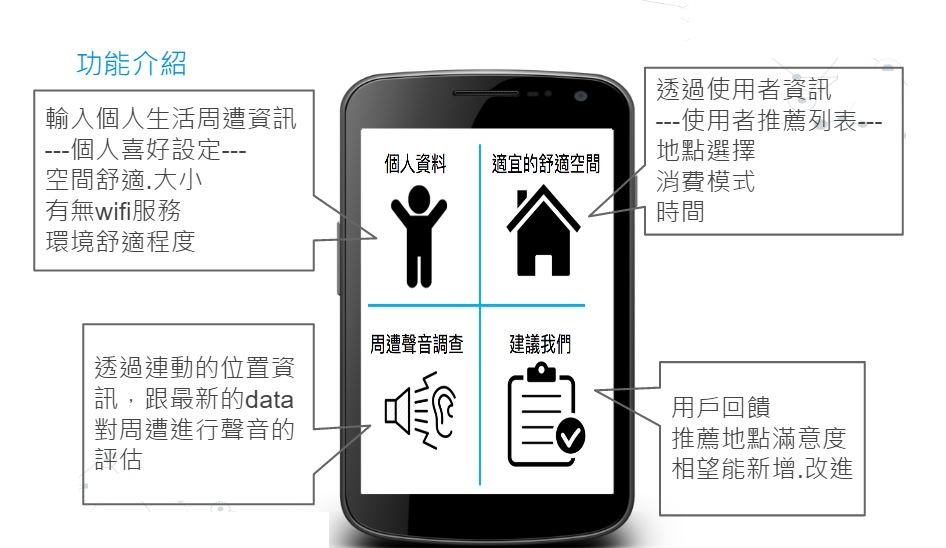 功能介紹
輸入個人生活周遭資訊
---個人喜好設定---
空間舒適.大小
有無wifi服務
環境舒適程度
個人資料
適宜的舒適空間
透過使用者資訊
---使用者推薦列表---
地點選擇
消費模式
時間
透過連動的位置資
訊，跟最新的data
對周遭進行聲音的
評估
周遭聲音調查
建議我們
用戶回饋
推薦地點滿意度
相望能新增.改進